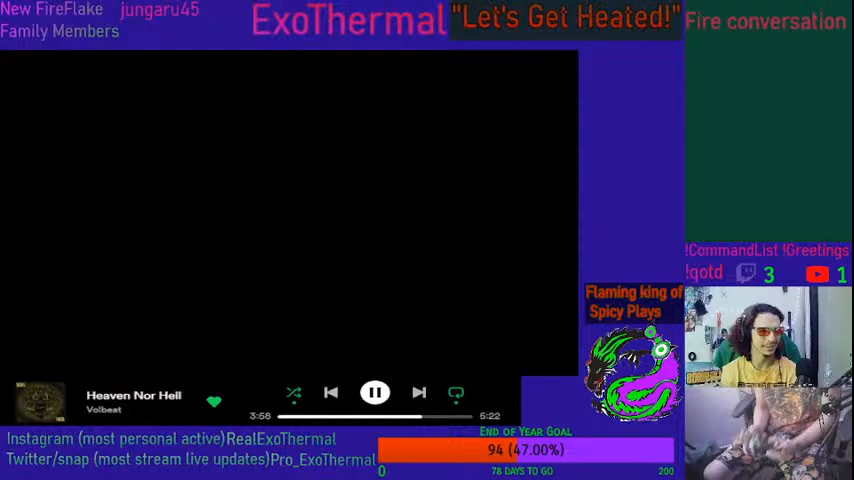 New FireFlake jungaru45
Family Members
ExoThermal
"Let's Get Heated!"
Fire conversation
!CommandList !Greetings
!qotd 3 1
Flaming king of
Spicy Plays
Heaven Nor Hell
Volbeat
3:58 5:22
Instagram (most personal active)RealExoThermal
Twitter/snap (most stream live updates)Pro_ExoThermal
End of Year Goal
94 (47.00%)
0 78 DAYS TO GO 200